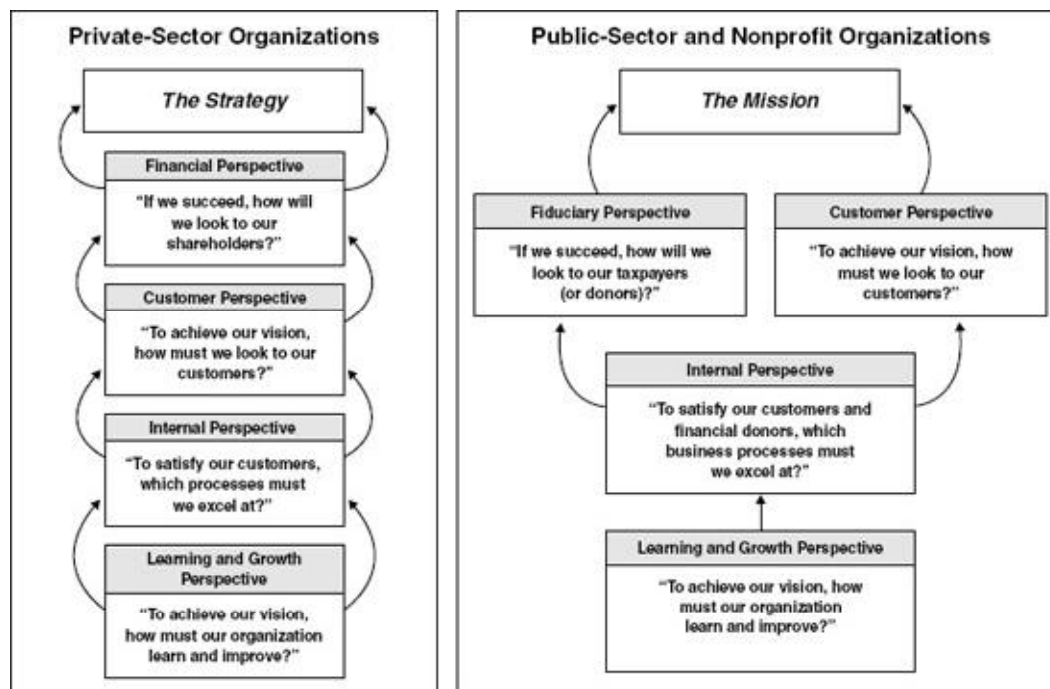 Private-Sector Organizations
The Strategy
Financial Perspective
“If we succeed, how will
we look to our
shareholders?”
Customer Perspective
“To achieve our vision,
how must we look to our
customers?”
Internal Perspective
“To satisfy our customers,
which processes must
we excel at?”
Learning and Growth
Perspective
“To achieve our vision,
how must our organization
learn and improve?”
Public-Sector and Nonprofit Organizations
The Mission
Fiduciary Perspective
“If we succeed, how will we
look to our taxpayers
(or donors)?”
Customer Perspective
“To achieve our vision, how
must we look to our
customers?”
Internal Perspective
“To satisfy our customers and
financial donors, which
business processes must
we excel at?”
Learning and Growth Perspective
“To achieve our vision, how
must our organization
learn and improve?”